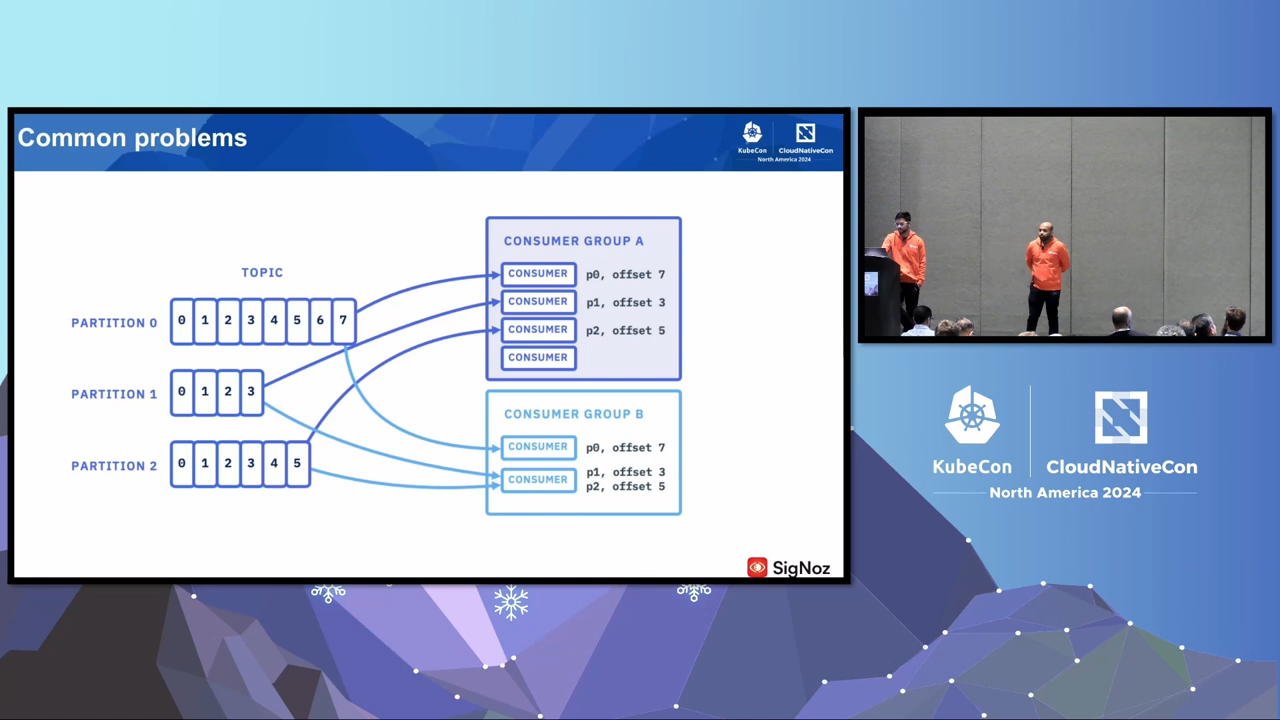 Common problems
KubeCon
CloudNativeCon
North America 2024
TOPIC
PARTITION 0
0 1 2 3 4 5 6 7
PARTITION 1
0 1 2 3
PARTITION 2
0 1 2 3 4 5
CONSUMER GROUP A
CONSUMER p0, offset 7
CONSUMER p1, offset 3
CONSUMER p2, offset 5
CONSUMER
CONSUMER GROUP B
CONSUMER p0, offset 7
CONSUMER p1, offset 3
p2, offset 5
SigNoz
KubeCon
CloudNativeCon
North America 2024